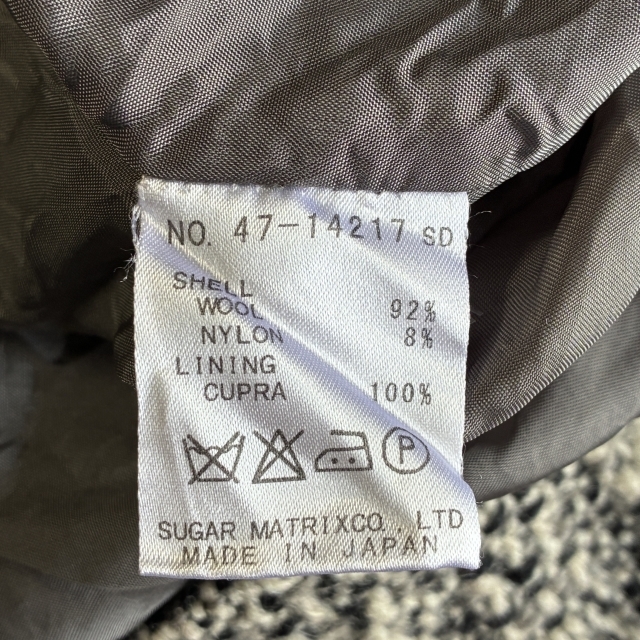 NO. 47-14217 SD
SHELL
WOOL 92%
NYLON 8%
LINING
CUPRA 100%
P
SUGAR MATRIXCO.,LTD
MADE IN JAPAN